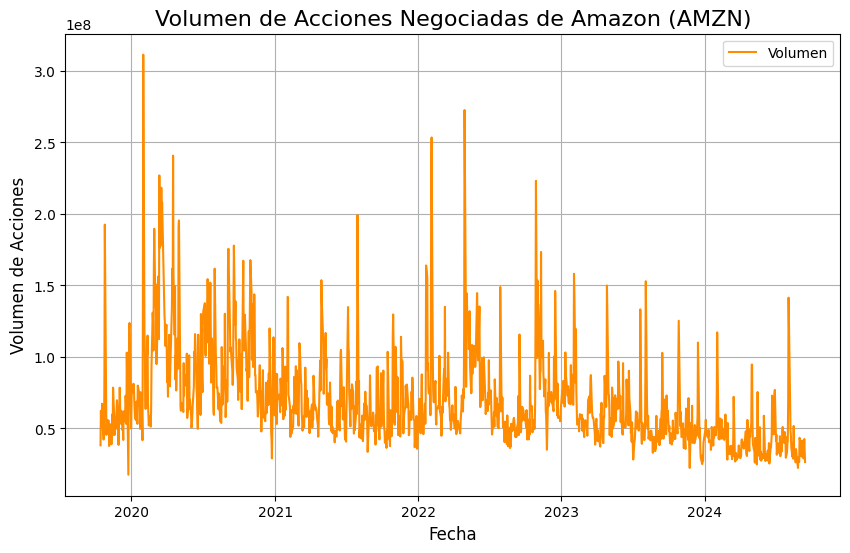 Volumen de Acciones Negociadas de Amazon (AMZN)
1e8
Volumen
3.0
2.5
2.0
1.5
1.0
0.5
Volumen de Acciones
2020 2021 2022 2023 2024
Fecha